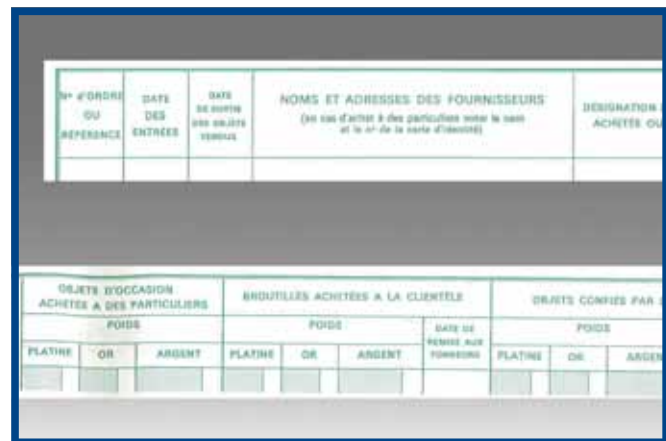 N° D'ORDRE
OU
REFERENCE
DATE
DES
ENTRÉES
DATE
DE SORTIE
DES OBJETS
VENDUS
NOMS ET ADRESSES DES FOURNISSEURS
(en cas d'achat à des particuliers noter le nom
et le n° de la carte d'identité)
DÉSIGNATION
ACHETÉE OU
OBJETS D'OCCASION
ACHETÉS A DES PARTICULIERS
POIDS
PLATINE OR ARGENT
BROUTILLES ACHETÉES A LA CLIENTÈLE
POIDS
PLATINE OR ARGENT
DATE DE
REMISE AUX
FONDEURS
OBJETS CONFIÉS PAR
POIDS
PLATINE OR ARGEN